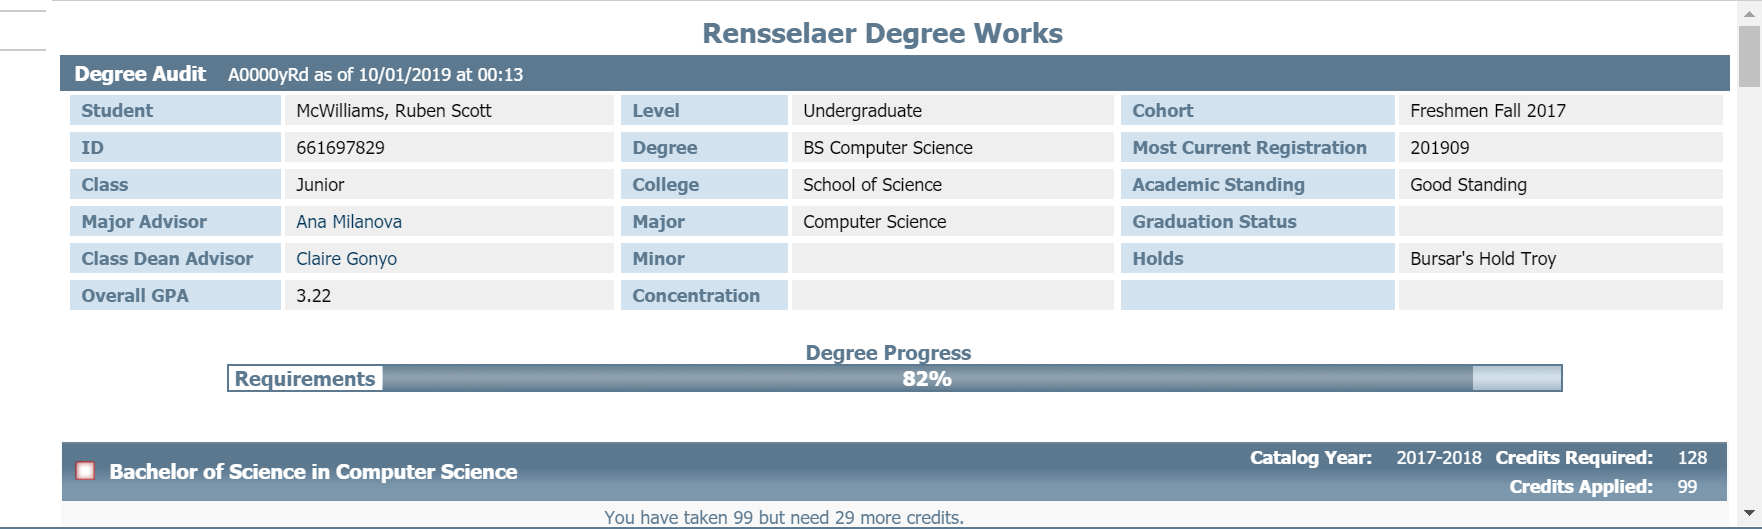 Rensselaer Degree Works
Degree Audit A0000yRd as of 10/01/2019 at 00:13
Student McWilliams, Ruben Scott Level Undergraduate Cohort Freshmen Fall 2017
ID 661697829 Degree BS Computer Science Most Current Registration 201909
Class Junior College School of Science Academic Standing Good Standing
Major Advisor Ana Milanova Major Computer Science Graduation Status
Class Dean Advisor Claire Gonyo Minor Holds Bursar's Hold Troy
Overall GPA 3.22 Concentration
Degree Progress
Requirements 82%
Bachelor of Science in Computer Science Catalog Year: 2017-2018 Credits Required: 128
Credits Applied: 99
You have taken 99 but need 29 more credits.